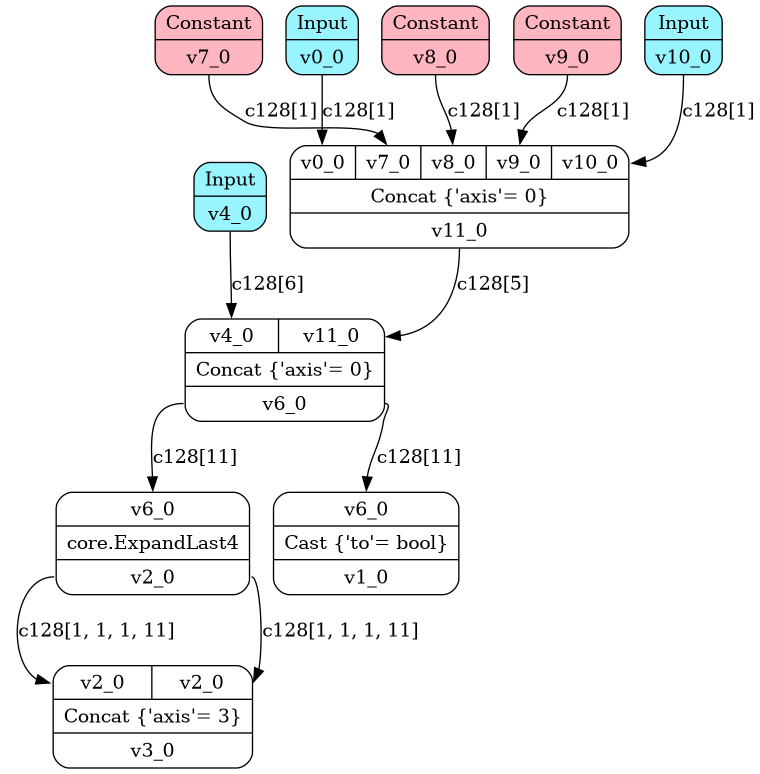 Constant
v7_0
Input
v0_0
Constant
v8_0
Constant
v9_0
Input
v10_0
c128[1]
c128[1]
c128[1]
c128[1]
c128[1]
v0_0 v7_0 v8_0 v9_0 v10_0
Concat {'axis'= 0}
v11_0
Input
v4_0
c128[6]
c128[5]
v4_0 v11_0
Concat {'axis'= 0}
v6_0
c128[11]
c128[11]
v6_0
core.ExpandLast4
v2_0
v6_0
Cast {'to'= bool}
v1_0
c128[1, 1, 1, 11]
c128[1, 1, 1, 11]
v2_0 v2_0
Concat {'axis'= 3}
v3_0